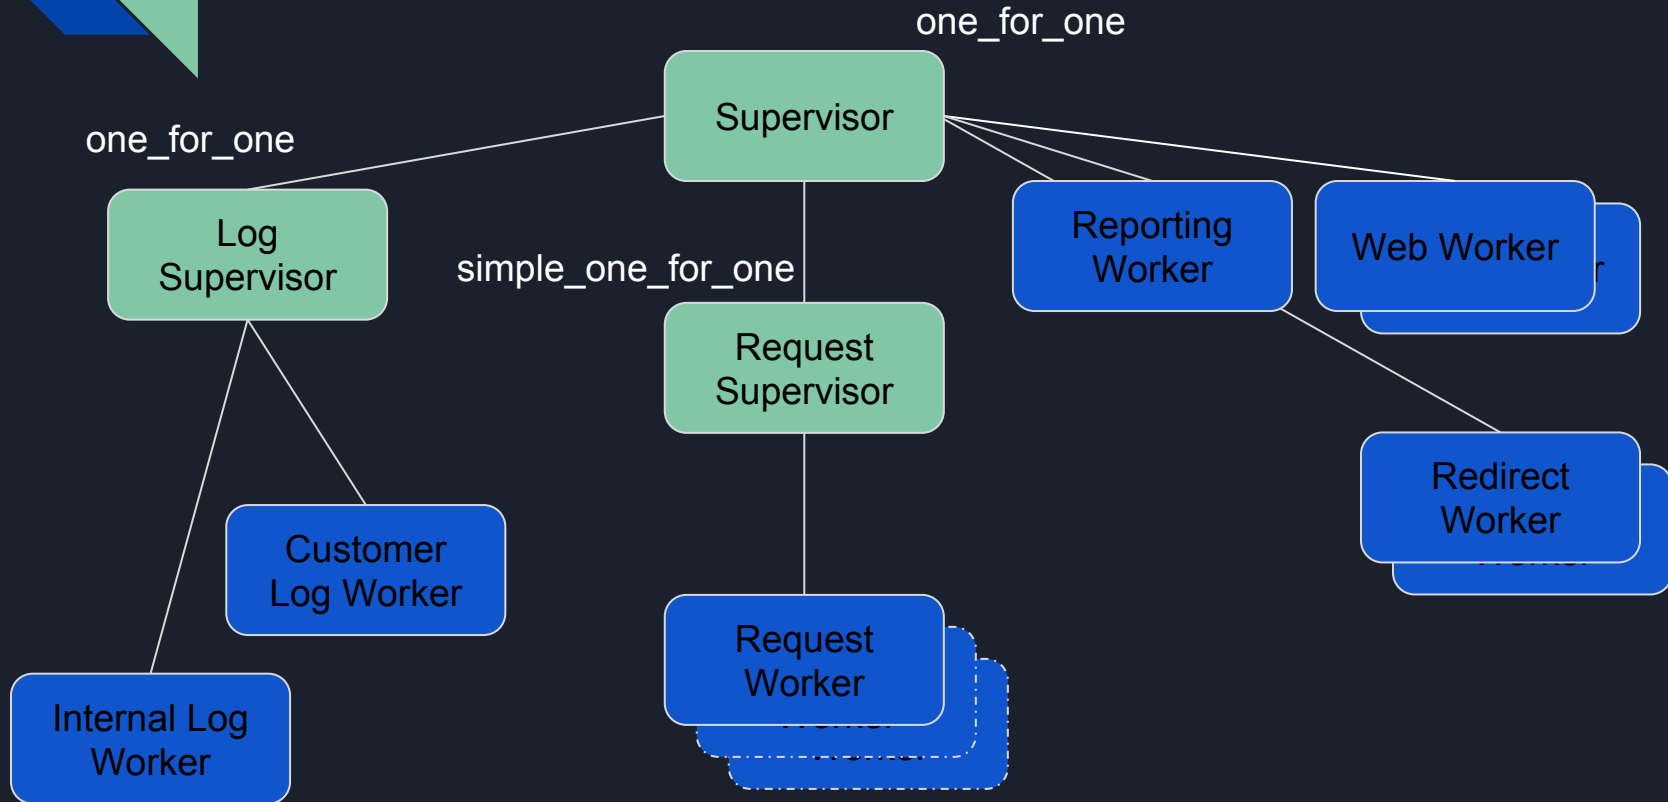 one_for_one
Supervisor
one_for_one
Log
Supervisor
simple_one_for_one
Reporting
Worker
Web Worker
r
Request
Supervisor
Redirect
Worker
Customer
Log Worker
Request
Worker
Internal Log
Worker